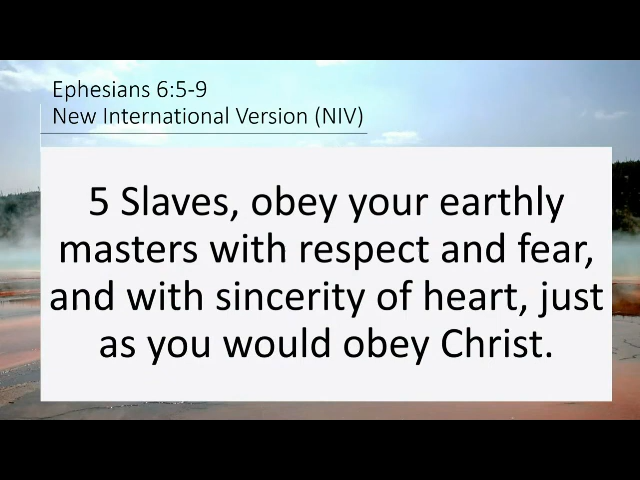 Ephesians 6:5-9
New International Version (NIV)
5 Slaves, obey your earthly
masters with respect and fear,
and with sincerity of heart, just
as you would obey Christ.